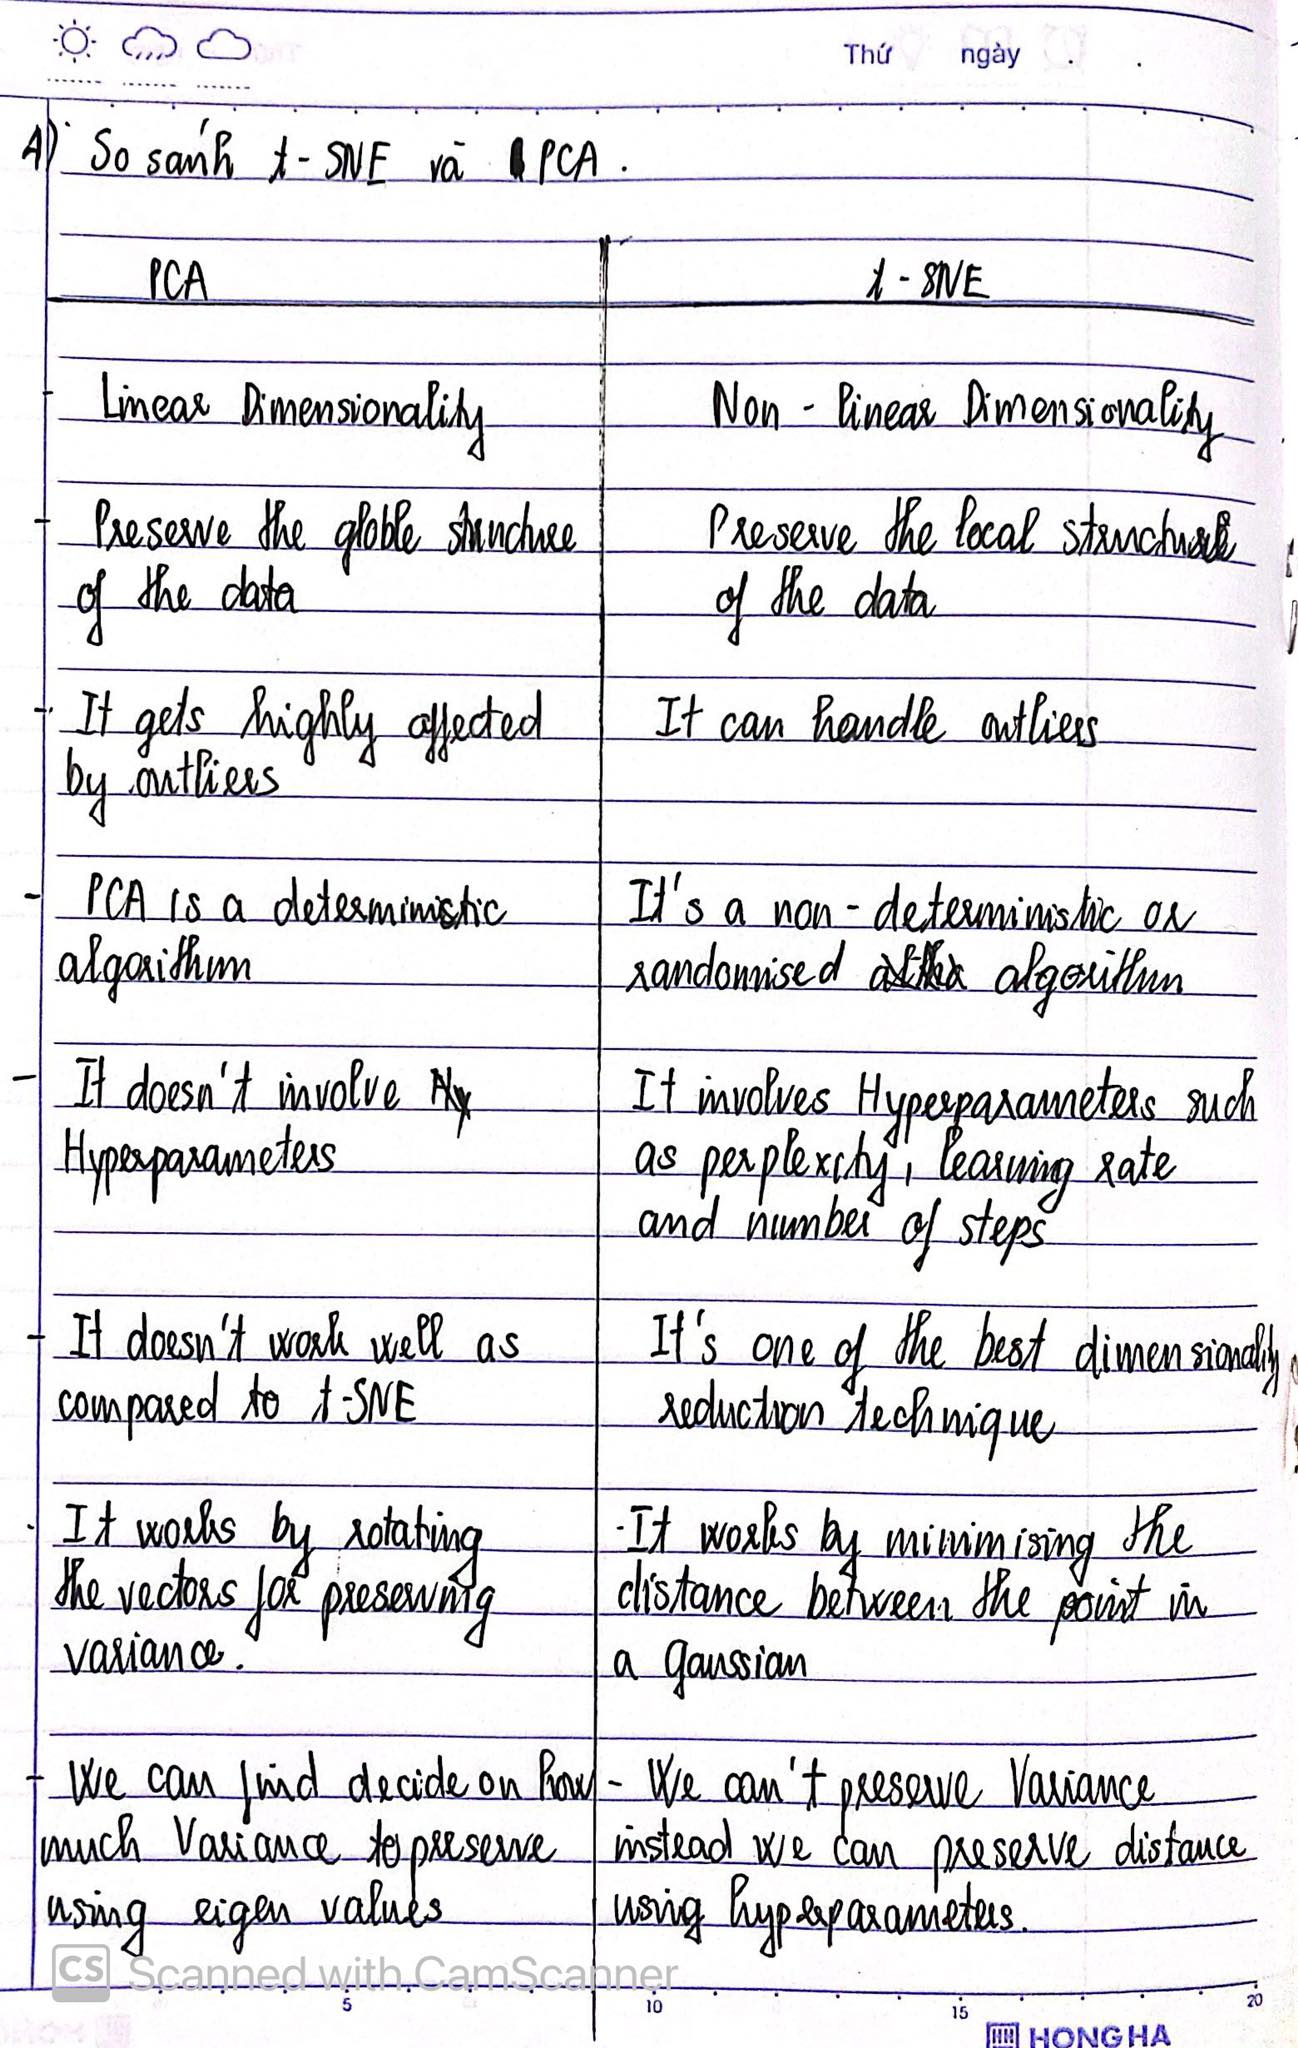 Thứ ngày . .
A) So sánh t-SNE và PCA.
PCA
t-SNE
Linear Dimensionality
Non-linear Dimensionality
- Preserve the globle structure
of the data
Preserve the local structure
of the data
- It gets highly affected
by outliers
It can handle outliers
- PCA is a deterministic
algorithm
It's a non-deterministic or
randomised algorithm
- It doesn't involve
Hyperparameters
It involves Hyperparameters such
as perplexity, learning rate
and number of steps
- It doesn't work well as
compared to t-SNE
It's one of the best dimensionality
reduction technique
- It works by rotating
the vectors for preserving
variance.
- It works by minimising the
distance between the point in
a gaussian
- We can find decide on how
much Variance to preserve
using eigen values
- We can't preserve Variance
instead we can preserve distance
using hyperparameters.
CS Scanned with CamScanner
5 10 15 20
HONG HA